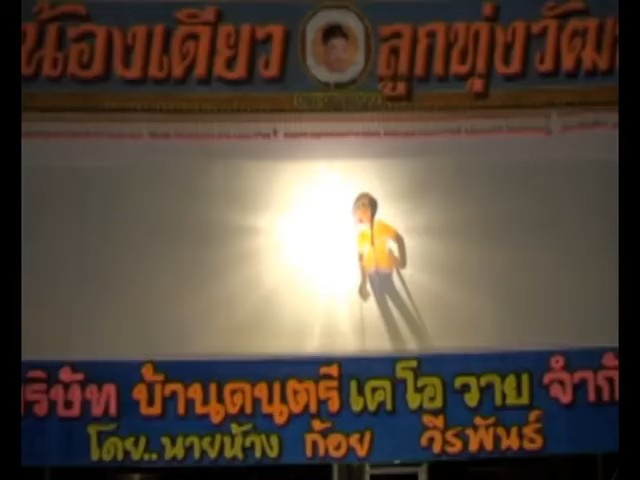 น้องเดียว ลูกทุ่งวัฒ
บริษัท บ้านดนตรี เค โอ วาย จำกั
โดย..นายห้าง ก้อย วีรพันธ์